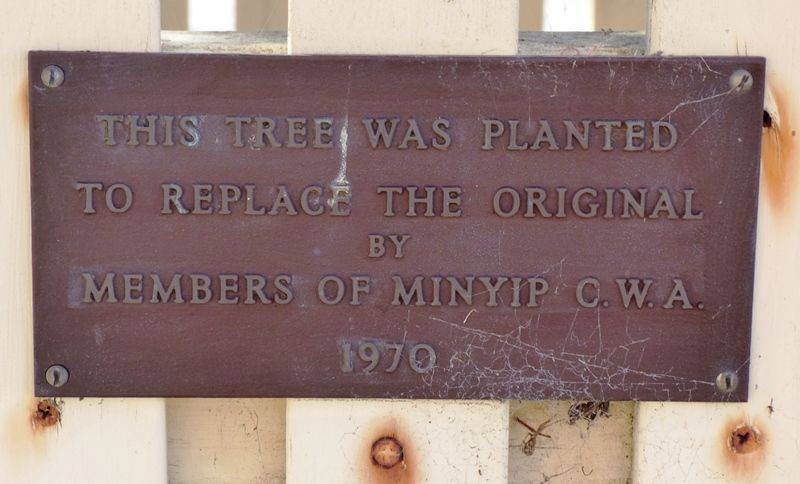 THIS TREE WAS PLANTED
TO REPLACE THE ORIGINAL
BY
MEMBERS OF MINYIP C.W.A.
1970